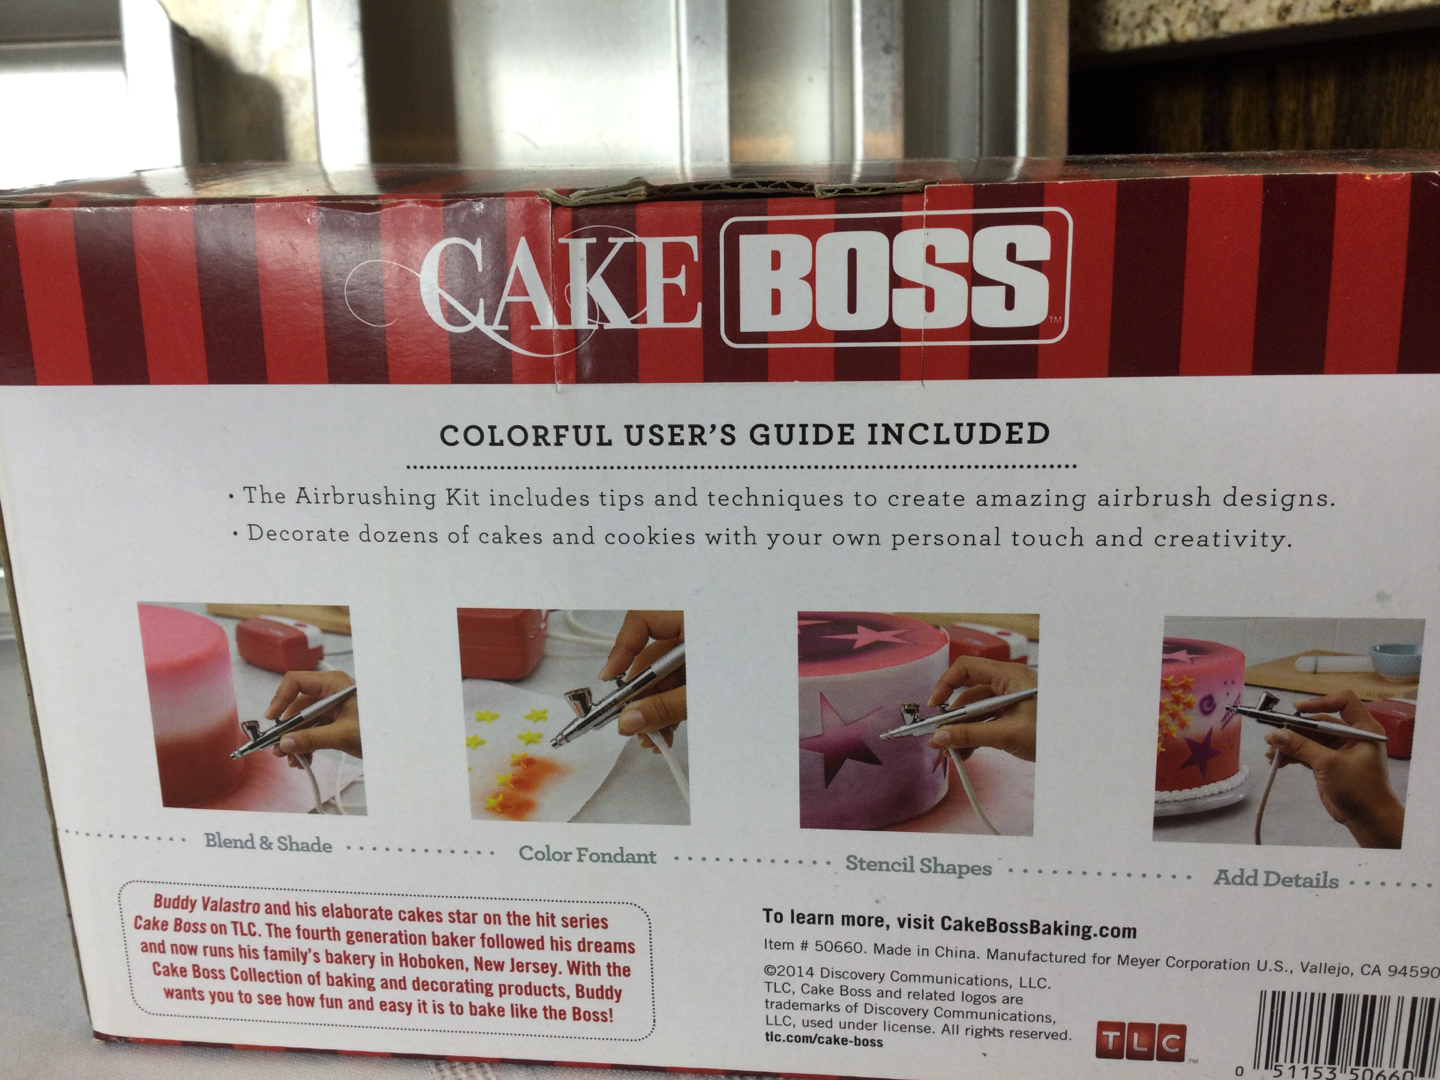 CAKE BOSS TM
COLORFUL USER'S GUIDE INCLUDED
• The Airbrushing Kit includes tips and techniques to create amazing airbrush designs.
• Decorate dozens of cakes and cookies with your own personal touch and creativity.
Blend & Shade
Color Fondant
Stencil Shapes
Add Details
Buddy Valastro and his elaborate cakes star on the hit series
Cake Boss on TLC. The fourth generation baker followed his dreams
and now runs his family's bakery in Hoboken, New Jersey. With the
Cake Boss Collection of baking and decorating products, Buddy
wants you to see how fun and easy it is to bake like the Boss!
To learn more, visit CakeBossBaking.com
Item # 50660. Made in China. Manufactured for Meyer Corporation U.S., Vallejo, CA 94590
©2014 Discovery Communications, LLC.
TLC, Cake Boss and related logos are
trademarks of Discovery Communications,
LLC, used under license. All rights reserved.
tlc.com/cake-boss
TLC TM
0 51153 50660